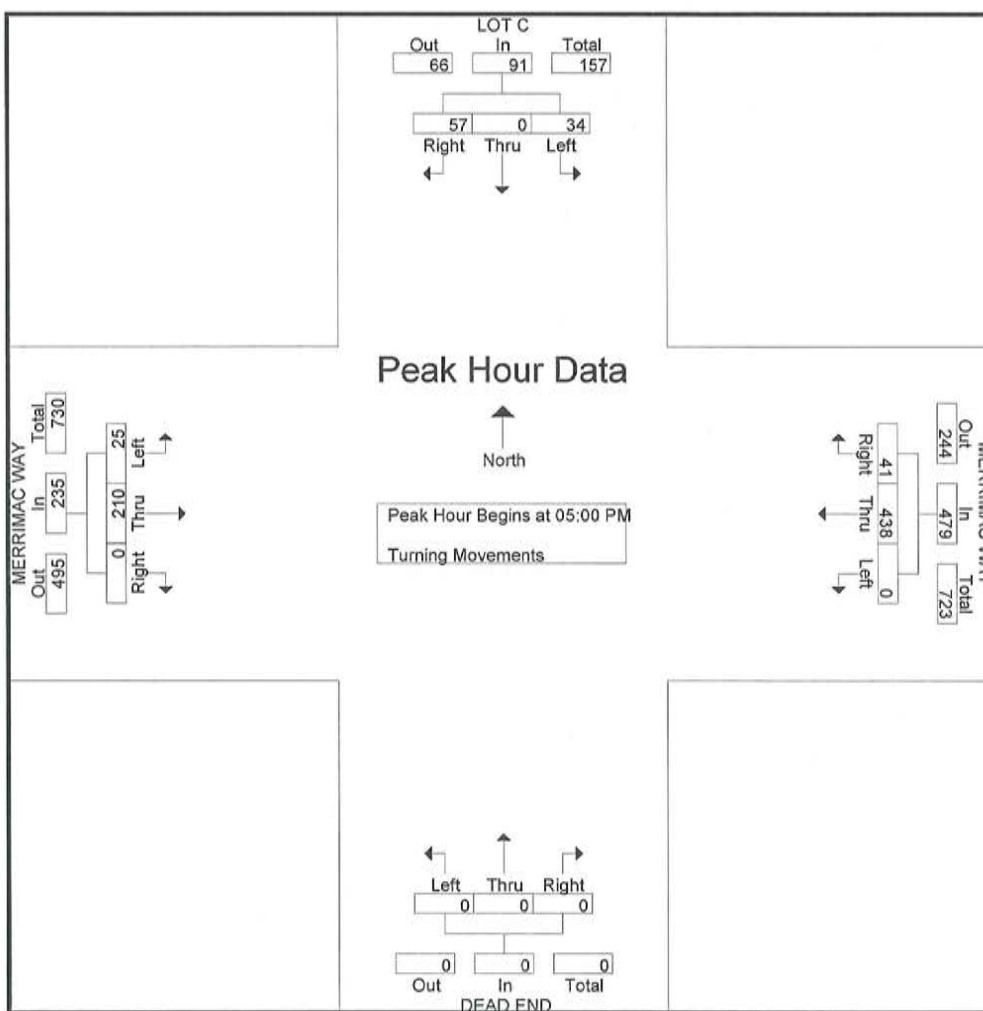 LOT C
Out In Total
66 91 157
57 0 34
Right Thru Left
Peak Hour Data
North
Peak Hour Begins at 05:00 PM
Turning Movements
MERRIMAC WAY
Out In Total
495 235 730
25 210 0
Left Thru Right
MERRIMAC WAY
Out In Total
244 479 723
41 438 0
Right Thru Left
Left Thru Right
0 0 0
0 0 0
Out In Total
DEAD END